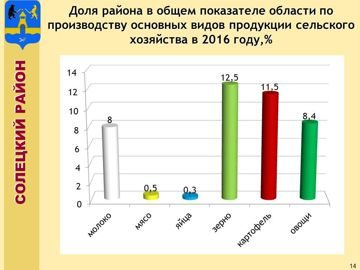 Доля района в общем показателе области по
производству основных видов продукции сельского
хозяйства в 2016 году,%
СОЛЕЦКИЙ РАЙОН
14
12
10
8
6
4
2
0
8
0,5
0,3
12,5
11,5
8,4
молоко
мясо
яйца
зерно
картофель
овощи
14